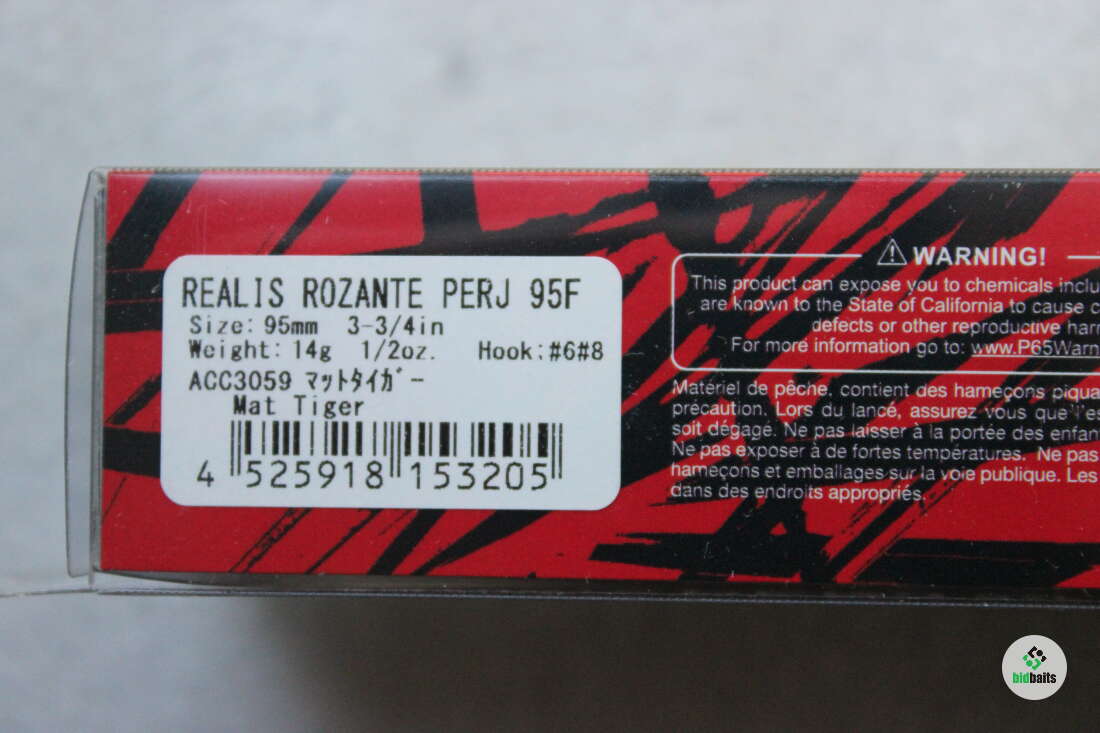 REALIS ROZANTE PERJ 95F
Size: 95mm 3-3/4in
Weight: 14g 1/2oz. Hook:#6#8
ACC3059 ﾏｯﾄﾀｲｶﾞｰ
Mat Tiger
4 525918 153205
WARNING!
This product can expose you to chemicals
are known to the State of California to cause
defects or other reproductive
For more information go to:
Matériel de pêche. contient des hameçons
précaution. Lors du lancé, assurez vous que
soit dégagé. Ne pas laisser à la portée des
Ne pas exposer à de fortes températures. Ne pas
hameçons et emballages sur la voie publique. Les
dans des endroits appropriés.
bidbaits